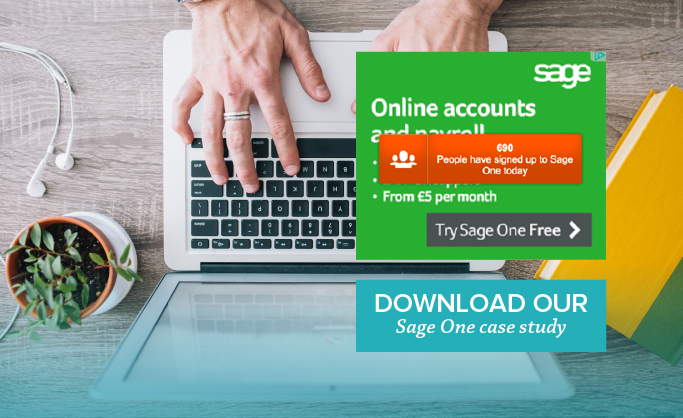 sage
Online accounts
and payroll
690
People have signed up to Sage
One today
• From £5 per month
Try Sage One Free
DOWNLOAD OUR
Sage One case study